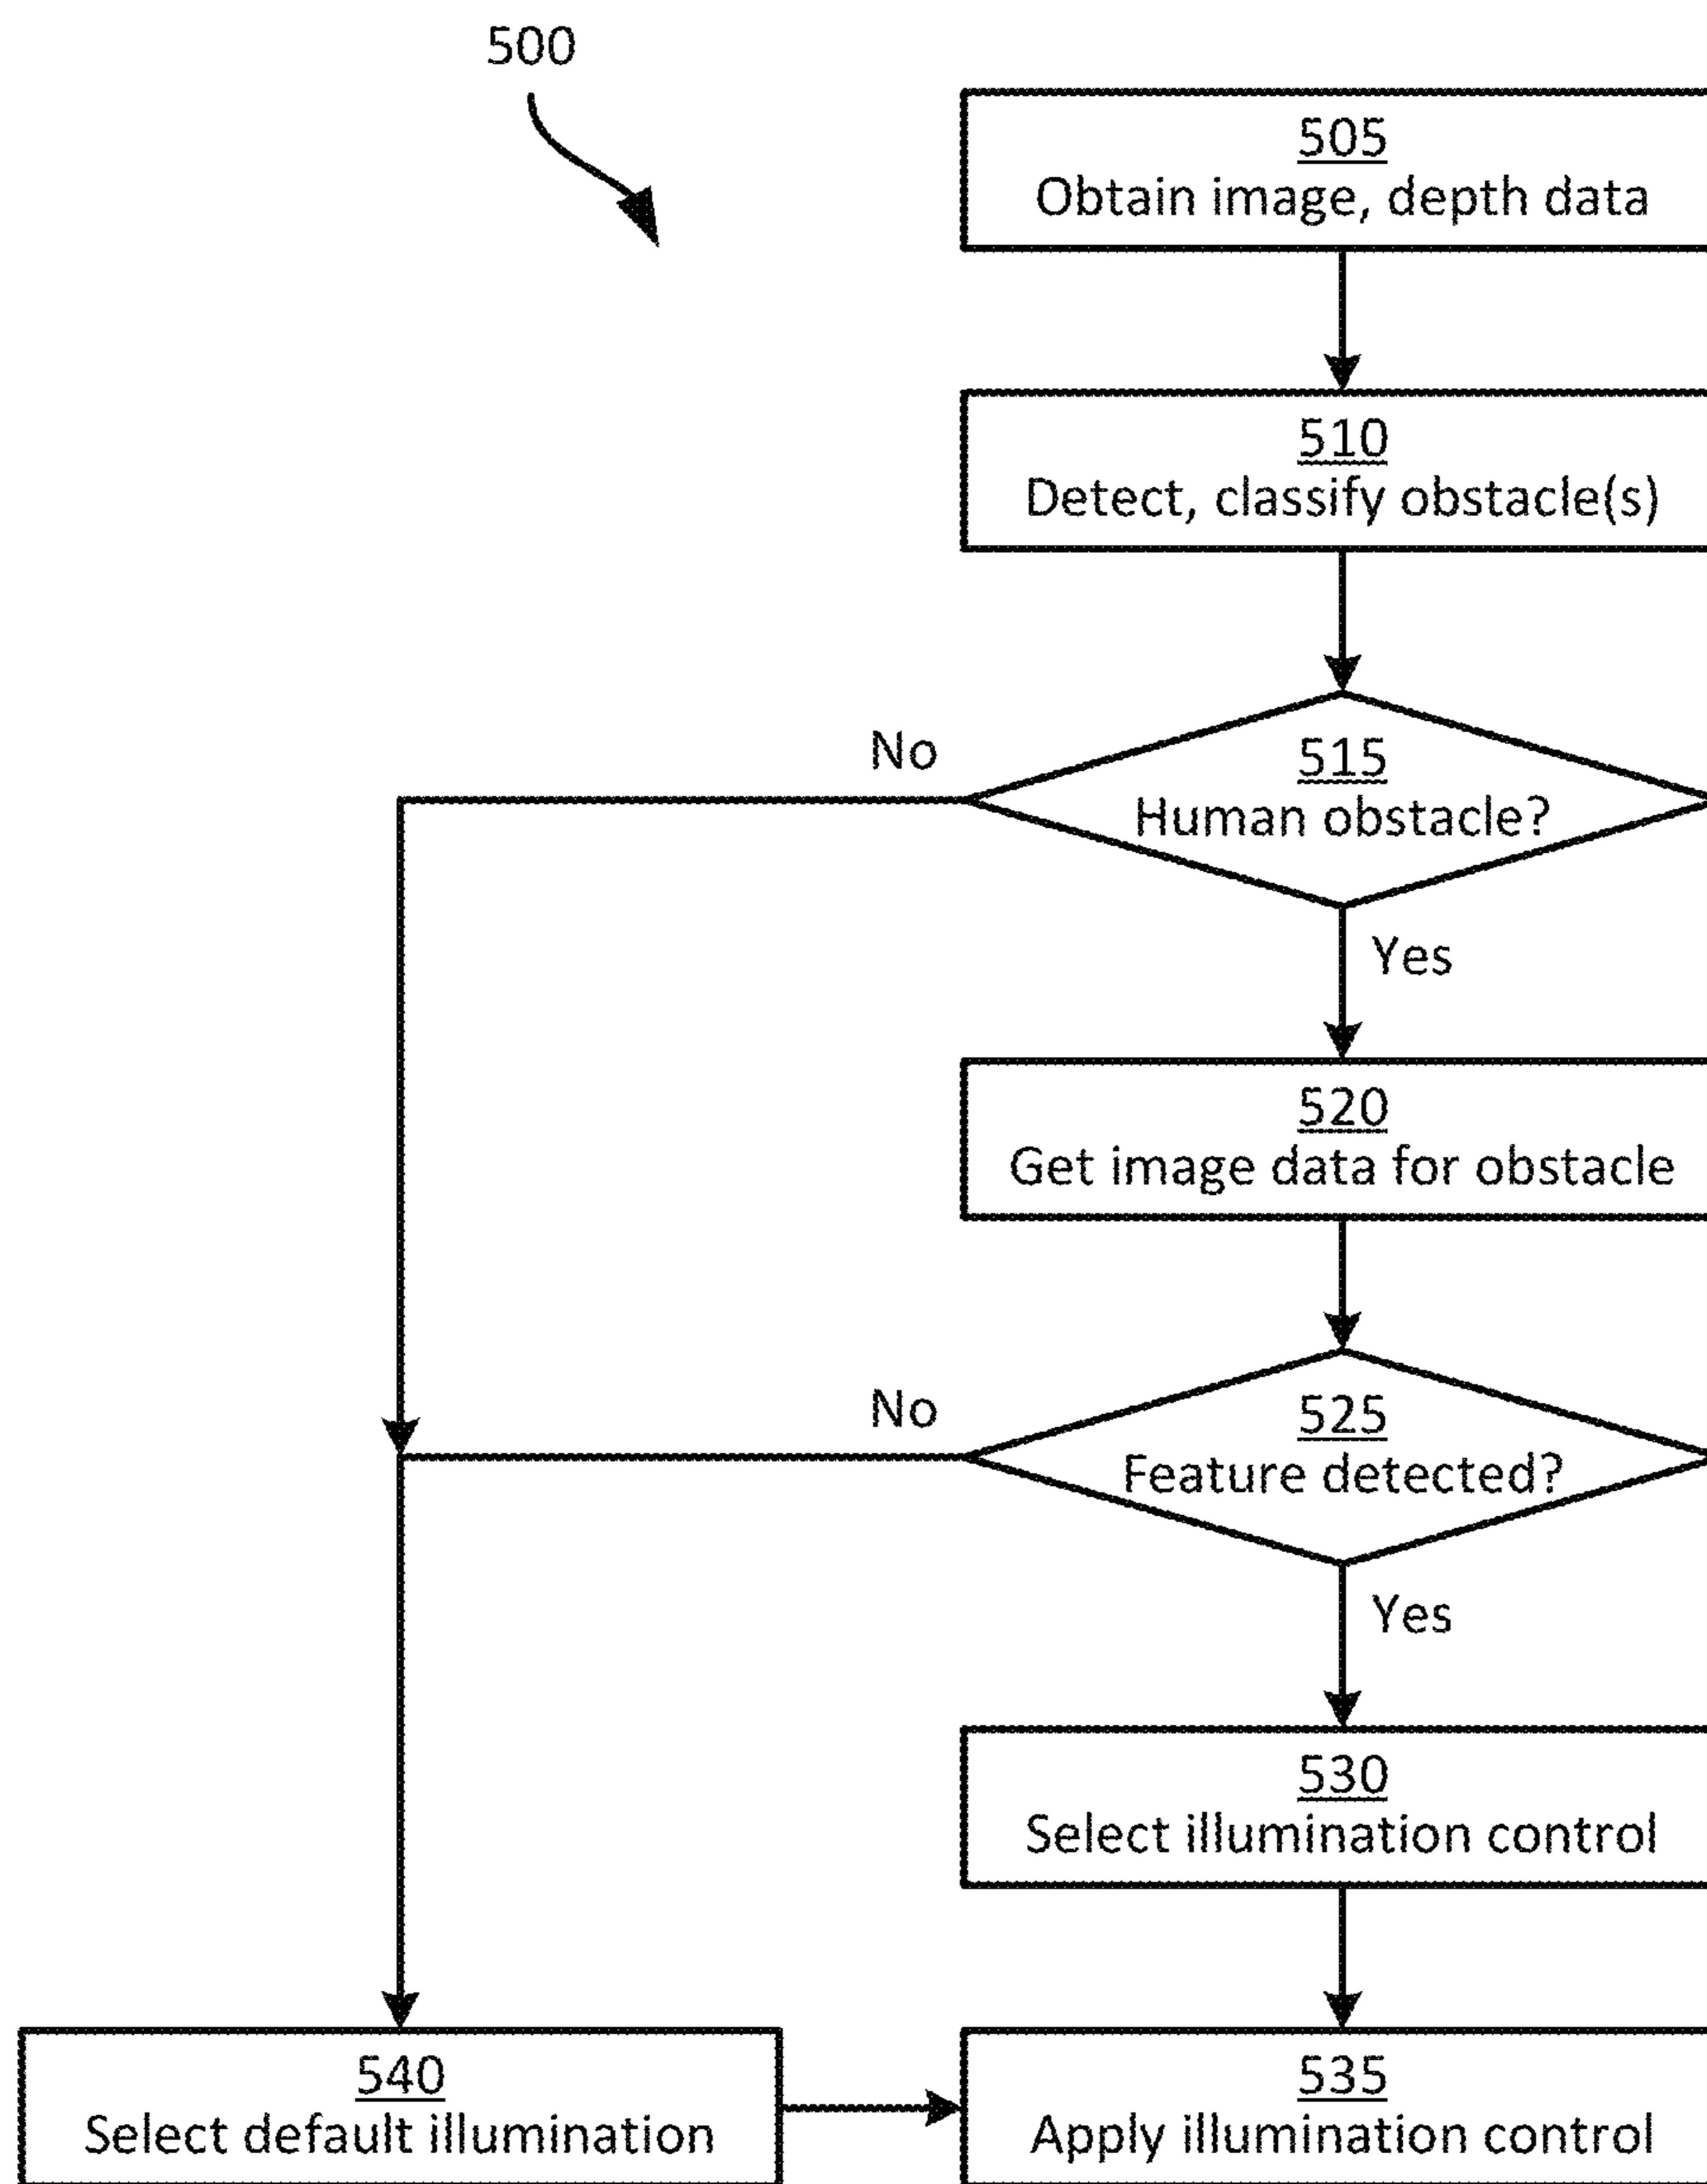 500
505
Obtain image, depth data
510
Detect, classify obstacle(s)
515
Human obstacle?
No
Yes
520
Get image data for obstacle
525
Feature detected?
No
Yes
530
Select illumination control
540
Select default illumination
535
Apply illumination control